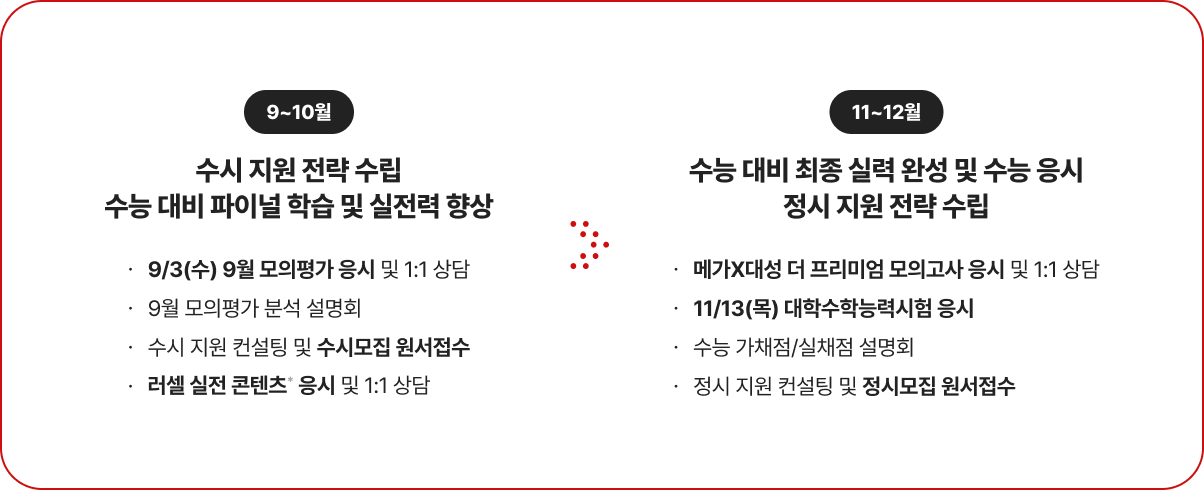 9~10월
수시 지원 전략 수립
수능 대비 파이널 학습 및 실전력 향상
· 9/3(수) 9월 모의평가 응시 및 1:1 상담
· 9월 모의평가 분석 설명회
· 수시 지원 컨설팅 및 수시모집 원서접수
· 러셀 실전 콘텐츠* 응시 및 1:1 상담
11~12월
수능 대비 최종 실력 완성 및 수능 응시
정시 지원 전략 수립
· 메가X대성 더 프리미엄 모의고사 응시 및 1:1 상담
· 11/13(목) 대학수학능력시험 응시
· 수능 가채점/실채점 설명회
· 정시 지원 컨설팅 및 정시모집 원서접수